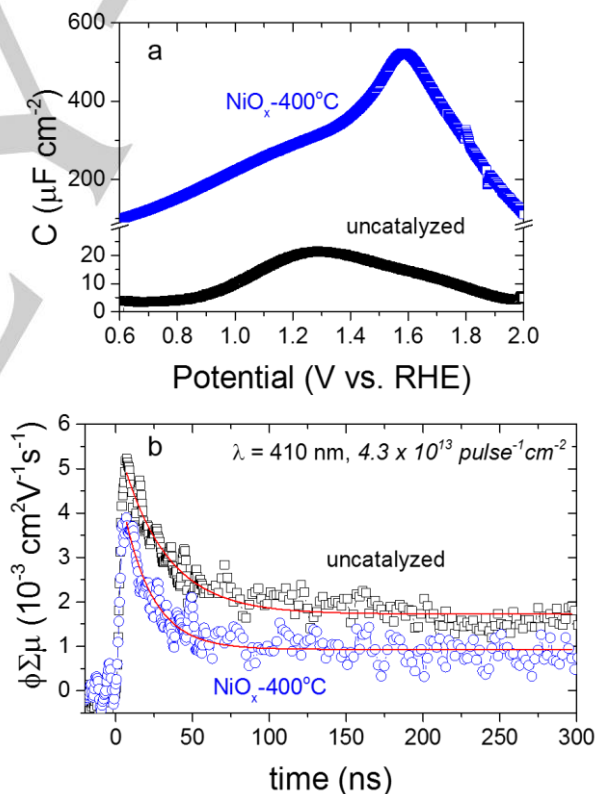 600
a
NiOₓ-400°C
400
200
uncatalyzed
20
10
0
C (µF cm⁻²)
0.6 0.8 1.0 1.2 1.4 1.6 1.8 2.0
Potential (V vs. RHE)
6
b
λ = 410 nm, 4.3 x 10¹³ pulse⁻¹cm⁻²
5
4
uncatalyzed
3
2
1
0
NiOₓ-400°C
ϕΣμ (10⁻³ cm²V⁻¹s⁻¹)
0 50 100 150 200 250 300
time (ns)